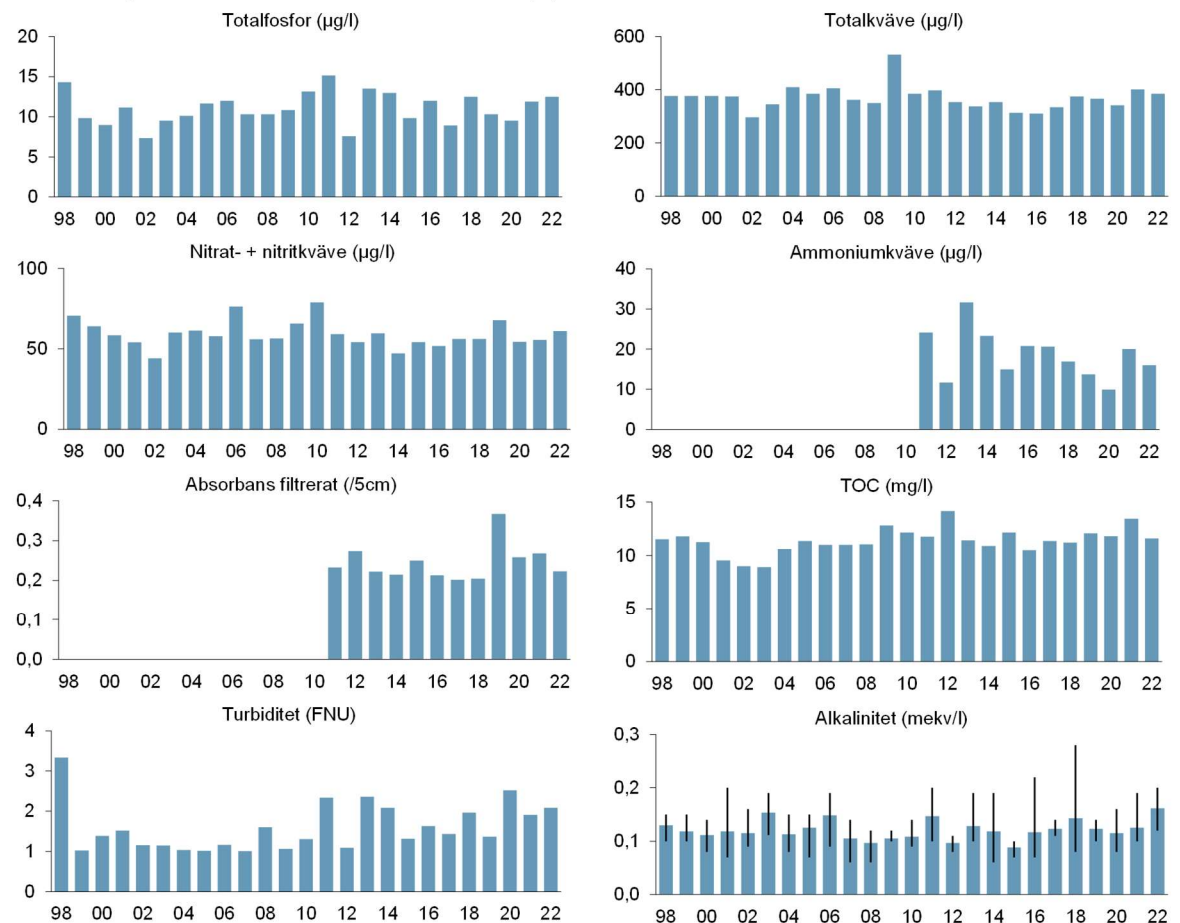 Totalfosfor (µg/l)
20
15
10
5
0
98 00 02 04 06 08 10 12 14 16 18 20 22
Totalkväve (µg/l)
600
400
200
0
98 00 02 04 06 08 10 12 14 16 18 20 22
Nitrat- + nitritkväve (µg/l)
100
50
0
98 00 02 04 06 08 10 12 14 16 18 20 22
Ammoniumkväve (µg/l)
40
30
20
10
0
98 00 02 04 06 08 10 12 14 16 18 20 22
Absorbans filtrerat (/5cm)
0,4
0,3
0,2
0,1
0,0
98 00 02 04 06 08 10 12 14 16 18 20 22
TOC (mg/l)
15
10
5
0
98 00 02 04 06 08 10 12 14 16 18 20 22
Turbiditet (FNU)
4
3
2
1
0
98 00 02 04 06 08 10 12 14 16 18 20 22
Alkalinitet (mekv/l)
0,3
0,2
0,1
0,0
98 00 02 04 06 08 10 12 14 16 18 20 22